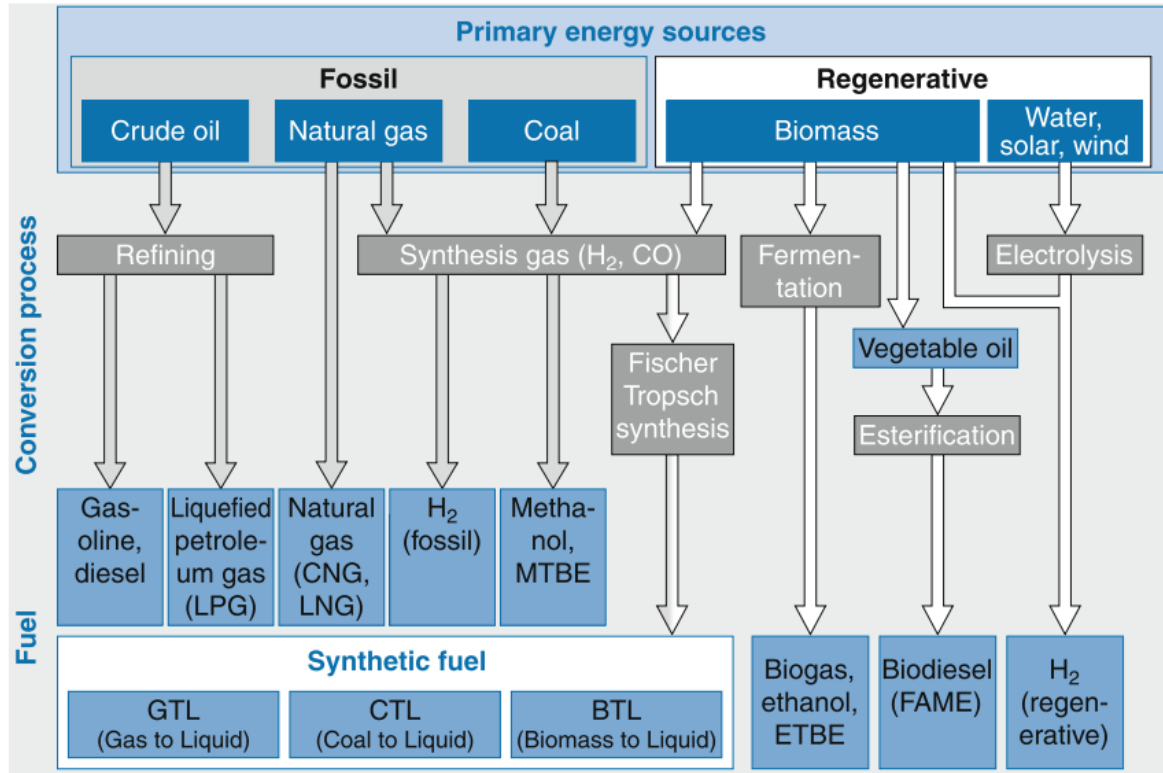 Primary energy sources
Fossil
Regenerative
Crude oil
Natural gas
Coal
Biomass
Water,
solar, wind
Conversion process
Refining
Synthesis gas (H₂, CO)
Fermen-
tation
Electrolysis
Vegetable oil
Fischer
Tropsch
synthesis
Esterification
Fuel
Gas-
oline,
diesel
Liquefied
petrole-
um gas
(LPG)
Natural
gas
(CNG,
LNG)
H₂
(fossil)
Metha-
nol,
MTBE
Synthetic fuel
GTL
(Gas to Liquid)
CTL
(Coal to Liquid)
BTL
(Biomass to Liquid)
Biogas,
ethanol,
ETBE
Biodiesel
(FAME)
H₂
(regen-
erative)